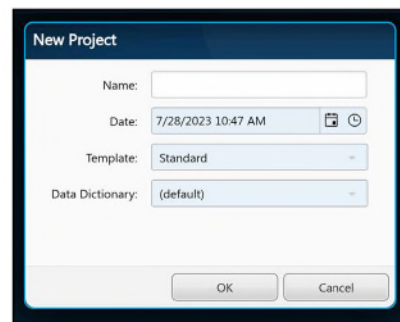 New Project
Name:
Date: 7/28/2023 10:47 AM
Template: Standard
Data Dictionary: (default)
OK Cancel